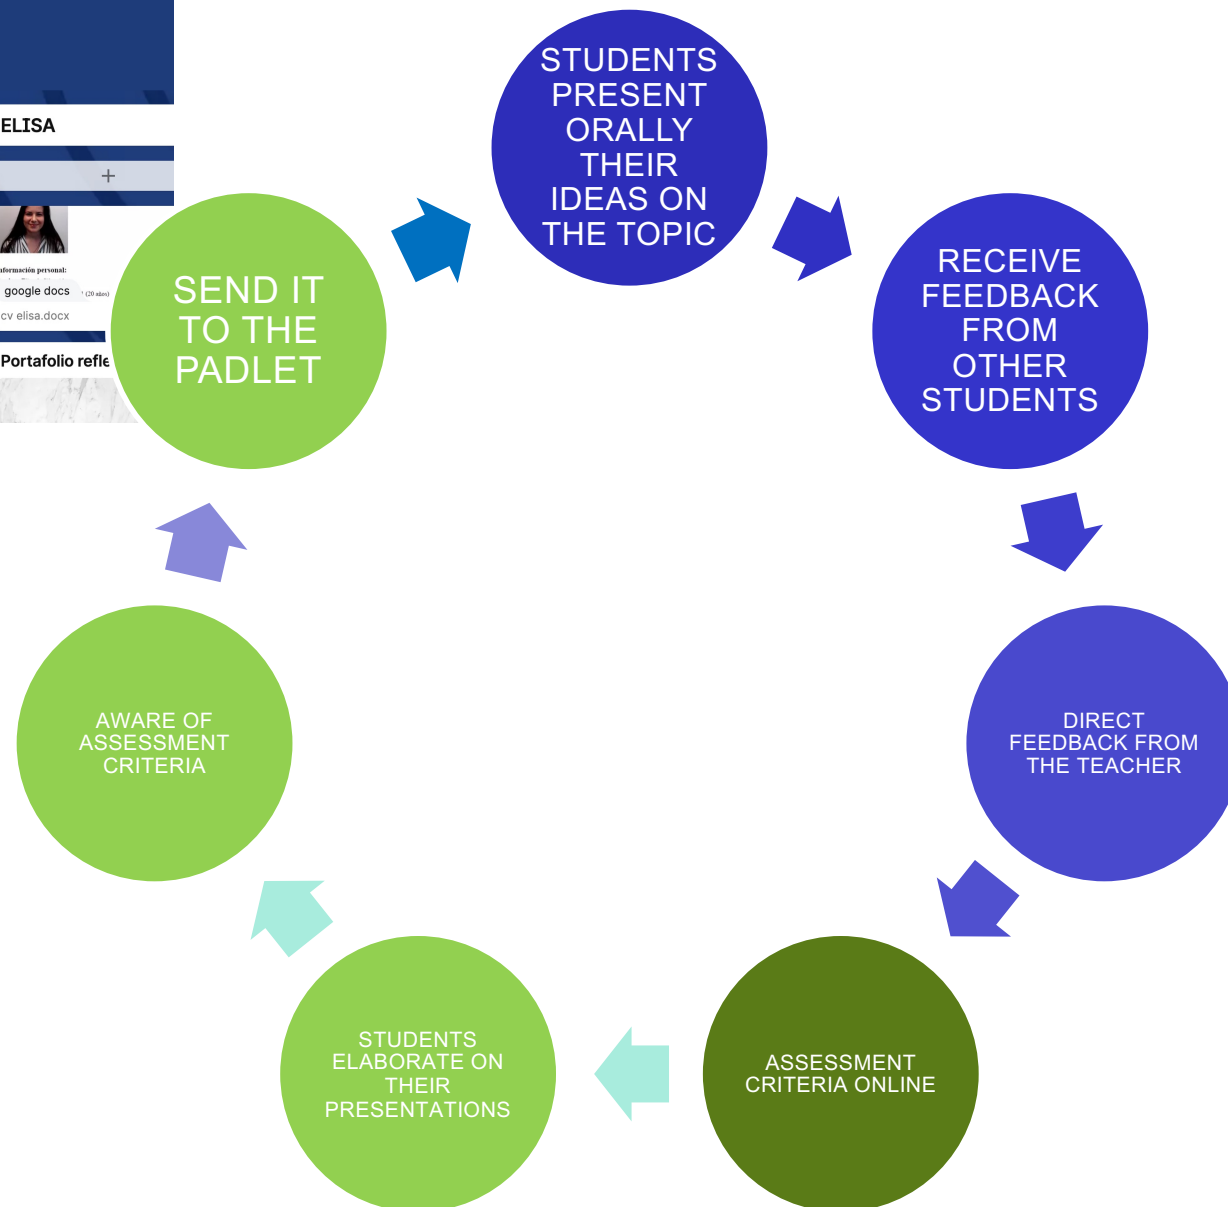 ELISA
+
nformación personal:
google docs
(20 años)
cv elisa.docx
Portafolio refle
STUDENTS
PRESENT
ORALLY
THEIR
IDEAS ON
THE TOPIC
RECEIVE
FEEDBACK
FROM
OTHER
STUDENTS
DIRECT
FEEDBACK FROM
THE TEACHER
ASSESSMENT
CRITERIA ONLINE
STUDENTS
ELABORATE ON
THEIR
PRESENTATIONS
AWARE OF
ASSESSMENT
CRITERIA
SEND IT
TO THE
PADLET